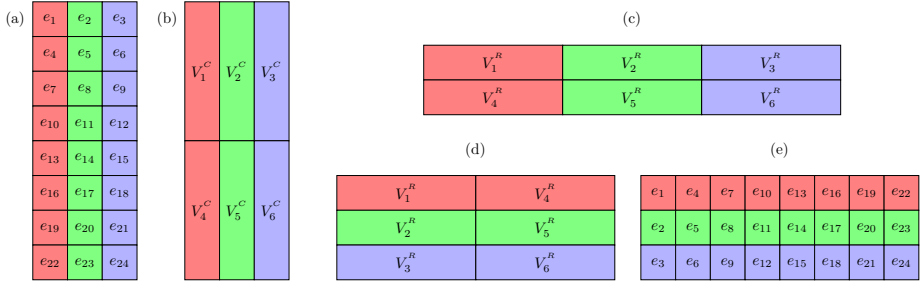 (a)
e₁ e₂ e₃
e₄ e₅ e₆
e₇ e₈ e₉
e₁₀ e₁₁ e₁₂
e₁₃ e₁₄ e₁₅
e₁₆ e₁₇ e₁₈
e₁₉ e₂₀ e₂₁
e₂₂ e₂₃ e₂₄
(b)
V₁ᶜ V₂ᶜ V₃ᶜ
V₄ᶜ V₅ᶜ V₆ᶜ
(c)
V₁ᴿ V₂ᴿ V₃ᴿ
V₄ᴿ V₅ᴿ V₆ᴿ
(d)
V₁ᴿ V₄ᴿ
V₂ᴿ V₅ᴿ
V₃ᴿ V₆ᴿ
(e)
e₁ e₄ e₇ e₁₀ e₁₃ e₁₆ e₁₉ e₂₂
e₂ e₅ e₈ e₁₁ e₁₄ e₁₇ e₂₀ e₂₃
e₃ e₆ e₉ e₁₂ e₁₅ e₁₈ e₂₁ e₂₄